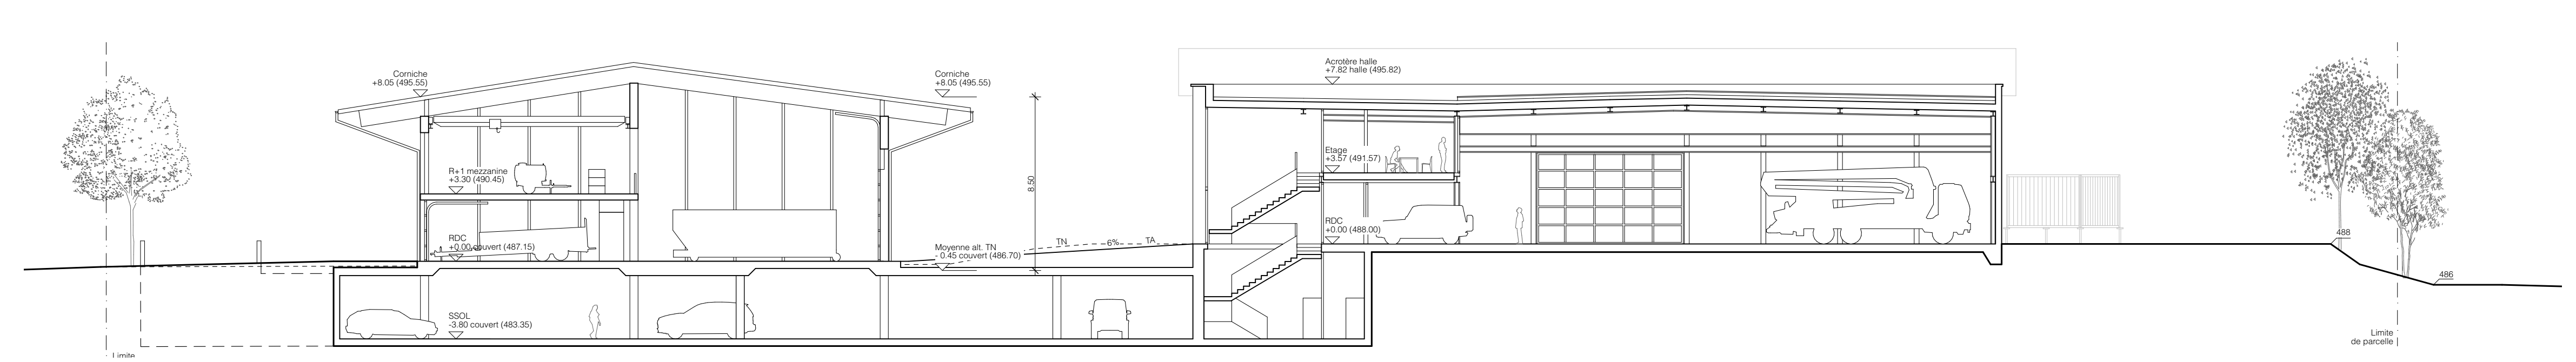 Corniche
+8.05 (495.55)
Corniche
+8.05 (495.55)
Acrotère halle
+7.82 halle (495.82)
R+1 mezzanine
+3.30 (490.45)
8.50
Etage
+3.57 (491.57)
RDC
+0.00 couvert (487.15)
Moyenne alt. TN
- 0.45 couvert (486.70)
TN
6%
TA
RDC
+0.00 (488.00)
488
486
SSOL
-3.80 couvert (483.35)
Limite
Limite
de parcelle